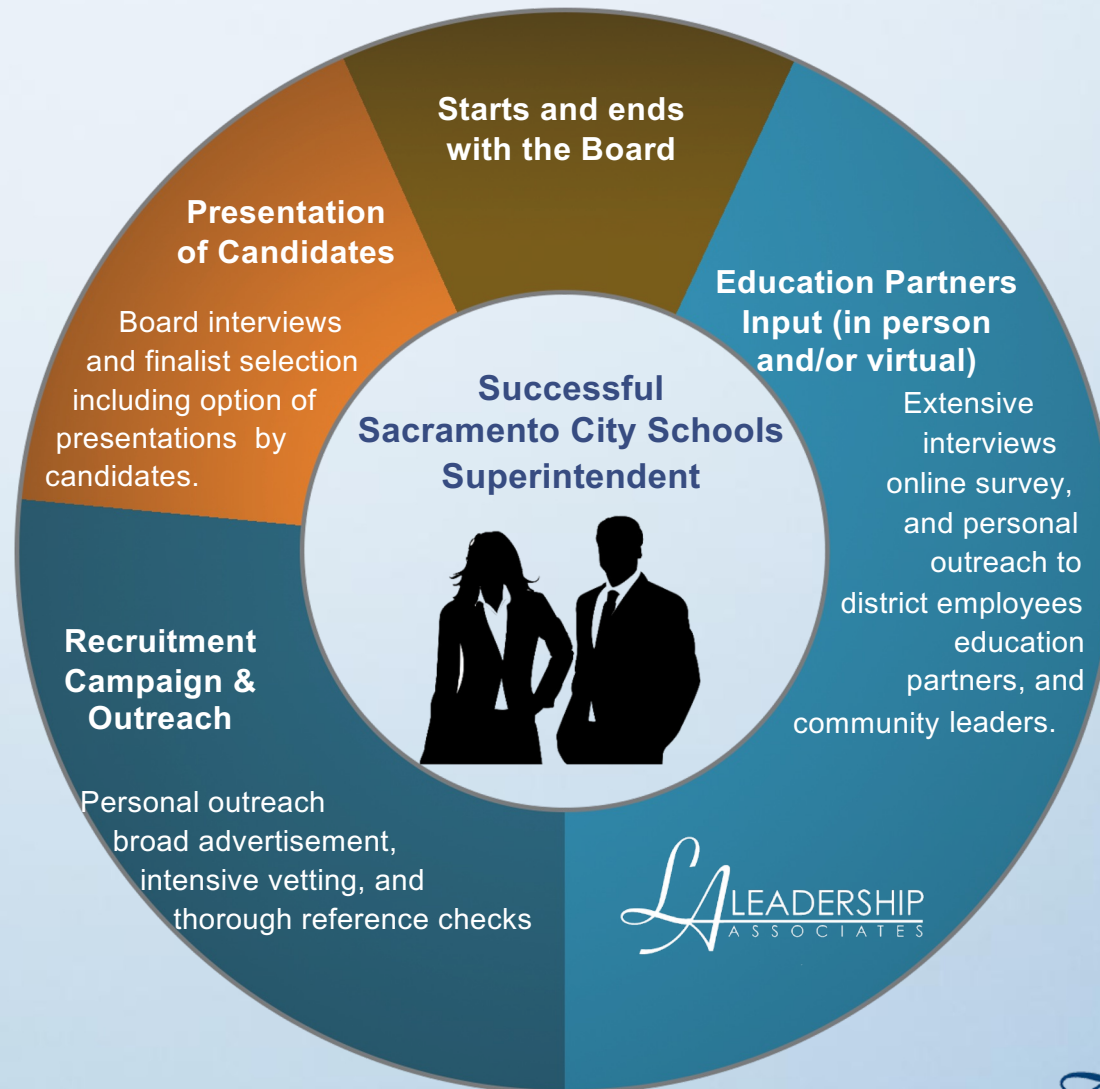 Starts and ends
with the Board
Education Partners
Input (in person
and/or virtual)
Extensive
interviews
online survey,
and personal
outreach to
district employees
education
partners, and
community leaders.
LA LEADERSHIP
ASSOCIATES
Recruitment
Campaign &
Outreach
Personal outreach
broad advertisement,
intensive vetting, and
thorough reference checks
Presentation
of Candidates
Board interviews
and finalist selection
including option of
presentations by
candidates.
Successful
Sacramento City Schools
Superintendent